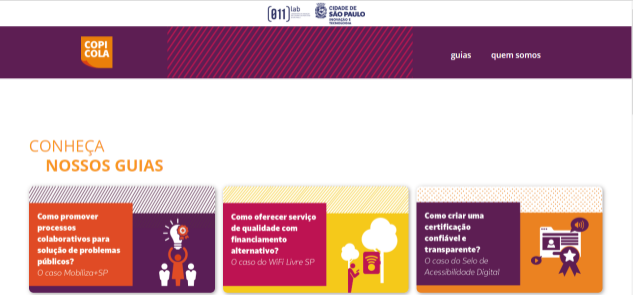 (011) lab
CIDADE DE
SÃO PAULO
INOVAÇÃO E
TECNOLOGIA
COPI
COLA
guias
quem somos
CONHEÇA
NOSSOS GUIAS
Como promover
processos
colaborativos para
solução de problemas
públicos?
O caso Mobiliza+SP
Como oferecer serviço
de qualidade com
financiamento
alternativo?
O caso do WiFi Livre SP
Como criar uma
certificação
confiável e
transparente?
O caso do Selo de
Acessibilidade Digital